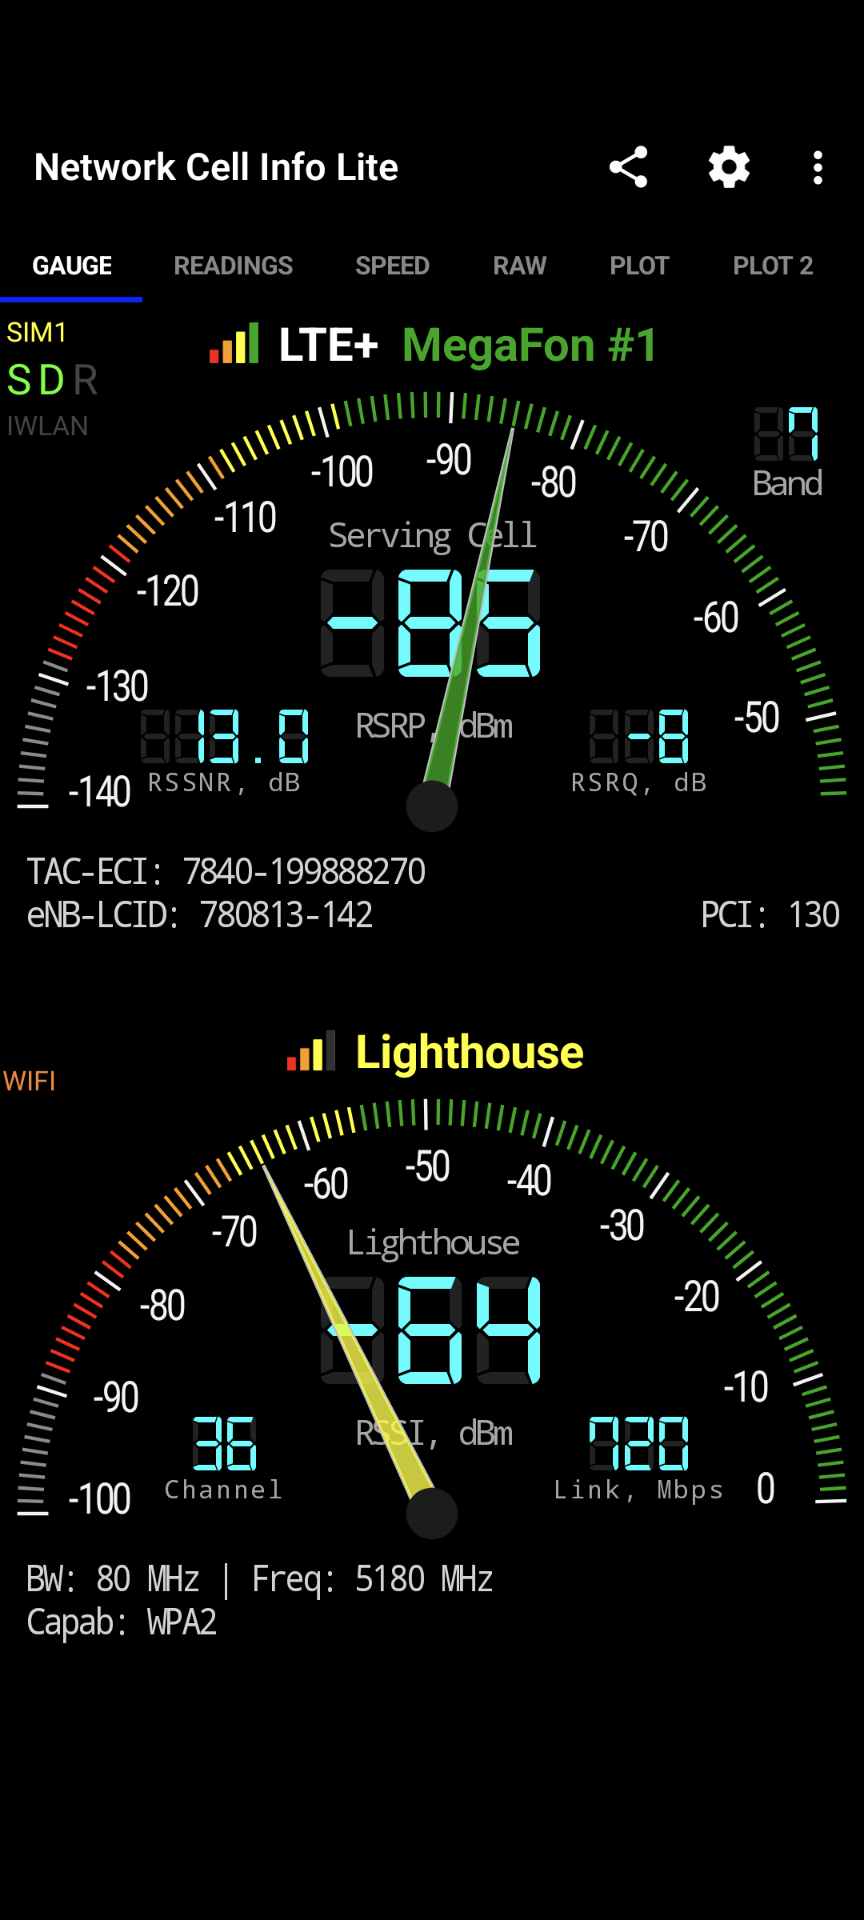 Network Cell Info Lite
GAUGE READINGS SPEED RAW PLOT PLOT 2
SIM1
LTE+ MegaFon #1
S D R
IWLAN
7
Band
-140 -130 -120 -110 -100 -90 -80 -70 -60 -50
Serving Cell
-85
RSRP, dBm
13.0
RSSNR, dB
-8
RSRQ, dB
TAC-ECI: 7840-199888270
eNB-LCID: 780813-142 PCI: 130
Lighthouse
WIFI
-100 -90 -80 -70 -60 -50 -40 -30 -20 -10 0
Lighthouse
-64
RSSI, dBm
36
Channel
720
Link, Mbps
BW: 80 MHz | Freq: 5180 MHz
Capab: WPA2